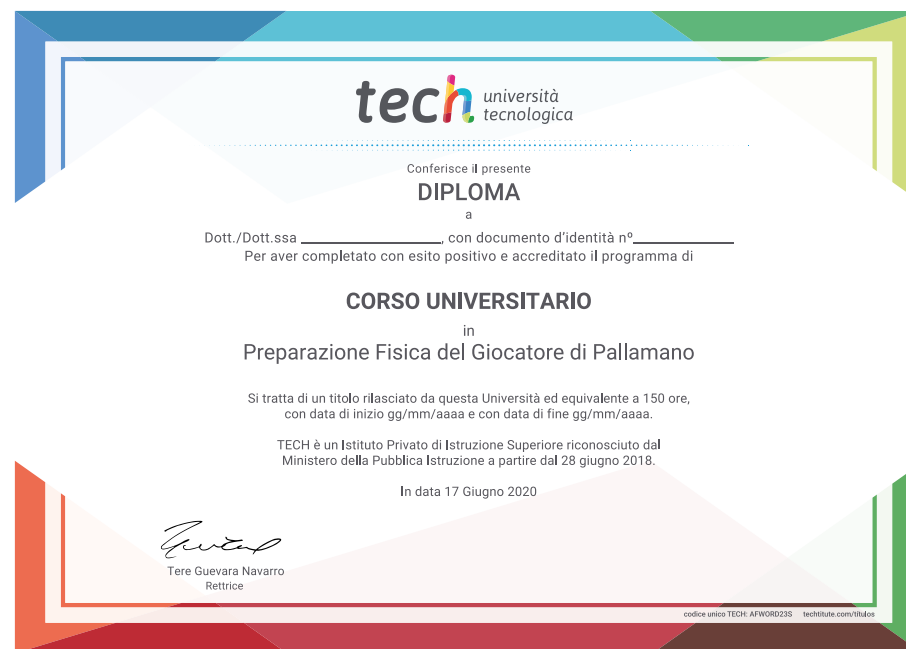 tech università
tecnologica
Conferisce il presente
DIPLOMA
a
Dott./Dott.ssa ________________, con documento d'identità nº____________
Per aver completato con esito positivo e accreditato il programma di
CORSO UNIVERSITARIO
in
Preparazione Fisica del Giocatore di Pallamano
Si tratta di un titolo rilasciato da questa Università ed equivalente a 150 ore,
con data di inizio gg/mm/aaaa e con data di fine gg/mm/aaaa.
TECH è un Istituto Privato di Istruzione Superiore riconosciuto dal
Ministero della Pubblica Istruzione a partire dal 28 giugno 2018.
In data 17 Giugno 2020
Tere Guevara Navarro
Rettrice
codice unico TECH: AFWORD23S techtitute.com/títulos